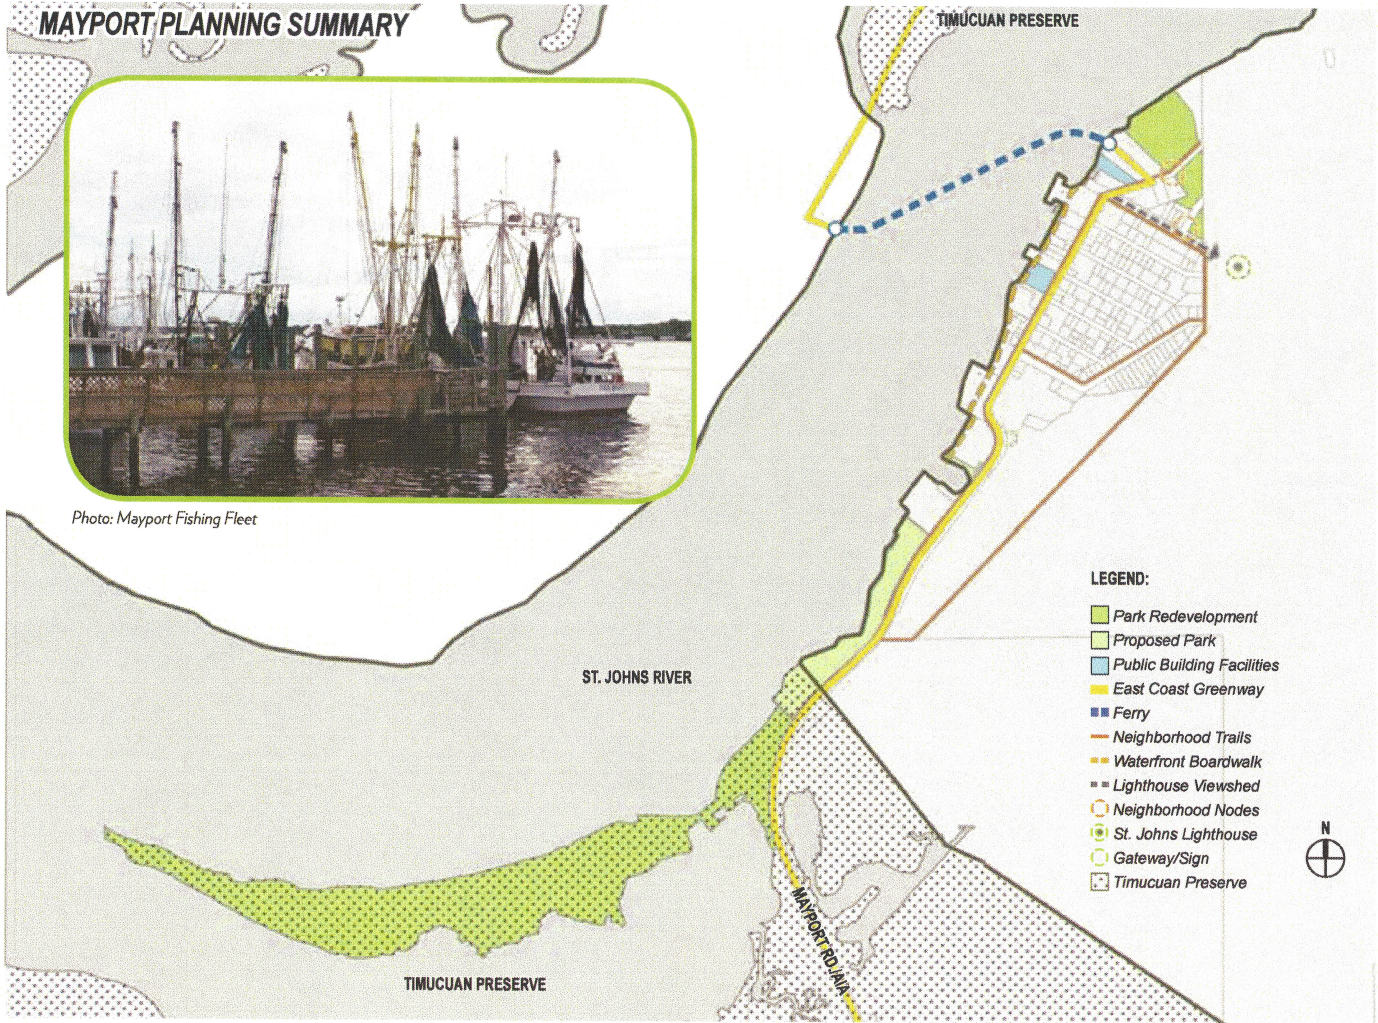 MAYPORT PLANNING SUMMARY
TIMUCUAN PRESERVE
Photo: Mayport Fishing Fleet
ST. JOHNS RIVER
LEGEND:
Park Redevelopment
Proposed Park
Public Building Facilities
East Coast Greenway
Ferry
Neighborhood Trails
Waterfront Boardwalk
Lighthouse Viewshed
Neighborhood Nodes
St. Johns Lighthouse
Gateway/Sign
Timucuan Preserve
N
MAYPORT RD./A1A
TIMUCUAN PRESERVE